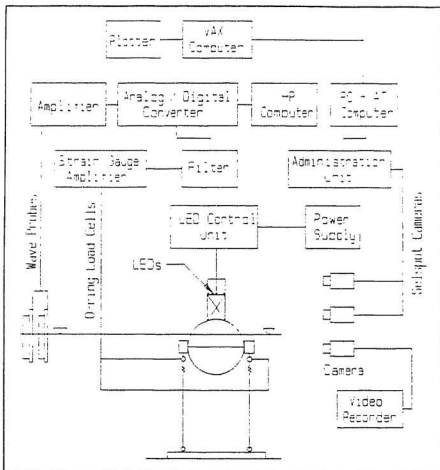 Plotter
VAX
Computer
Amplifier
Analog / Digital
Converter
HP
Computer
PC - AT
Computer
Strain Gauge
Amplifier
Filter
Administration
Unit
LED Control
Unit
Power
Supply
LEDs
Wave Probes
O-ring Load Cells
Selspot Cameras
Camera
Video
Recorder